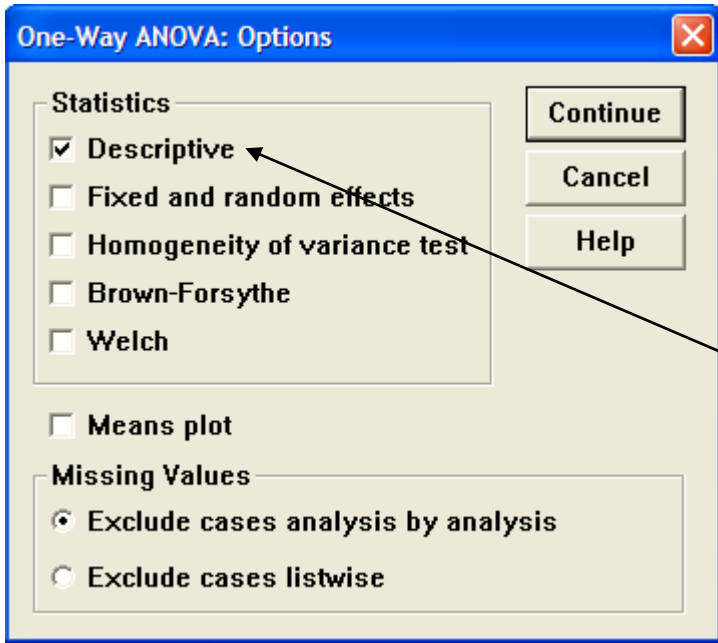 One-Way ANOVA: Options
Statistics
Descriptive
Fixed and random effects
Homogeneity of variance test
Brown-Forsythe
Welch
Continue
Cancel
Help
Means plot
Missing Values
Exclude cases analysis by analysis
Exclude cases listwise